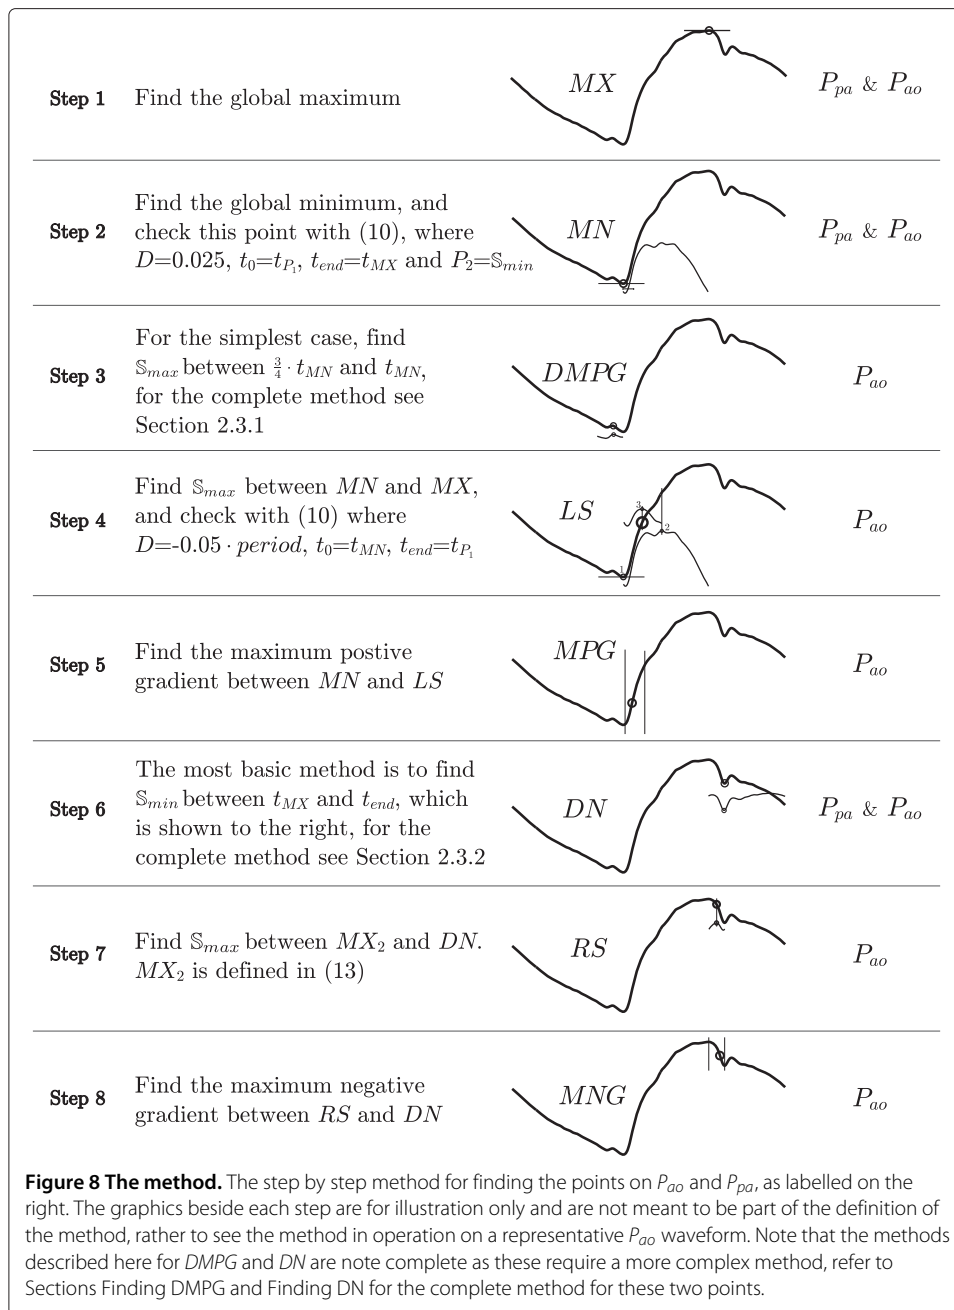 Step 1
Find the global maximum
MX
P_pa & P_ao
Step 2
Find the global minimum, and
check this point with (10), where
D=0.025, t_0=t_{P_1}, t_end=t_MX and P_2=𝕊_min
MN
P_pa & P_ao
Step 3
For the simplest case, find
𝕊_max between 3/4 · t_MN and t_MN,
for the complete method see
Section 2.3.1
DMPG
P_ao
Step 4
Find 𝕊_max between MN and MX,
and check with (10) where
D=-0.05 · period, t_0=t_MN, t_end=t_{P_1}
LS
3
2
1
P_ao
Step 5
Find the maximum postive
gradient between MN and LS
MPG
P_ao
Step 6
The most basic method is to find
𝕊_min between t_MX and t_end, which
is shown to the right, for the
complete method see Section 2.3.2
DN
P_pa & P_ao
Step 7
Find 𝕊_max between MX_2 and DN.
MX_2 is defined in (13)
RS
P_ao
Step 8
Find the maximum negative
gradient between RS and DN
MNG
P_ao
Figure 8 The method. The step by step method for finding the points on P_ao and P_pa, as labelled on the
right. The graphics beside each step are for illustration only and are not meant to be part of the definition of
the method, rather to see the method in operation on a representative P_ao waveform. Note that the methods
described here for DMPG and DN are note complete as these require a more complex method, refer to
Sections Finding DMPG and Finding DN for the complete method for these two points.